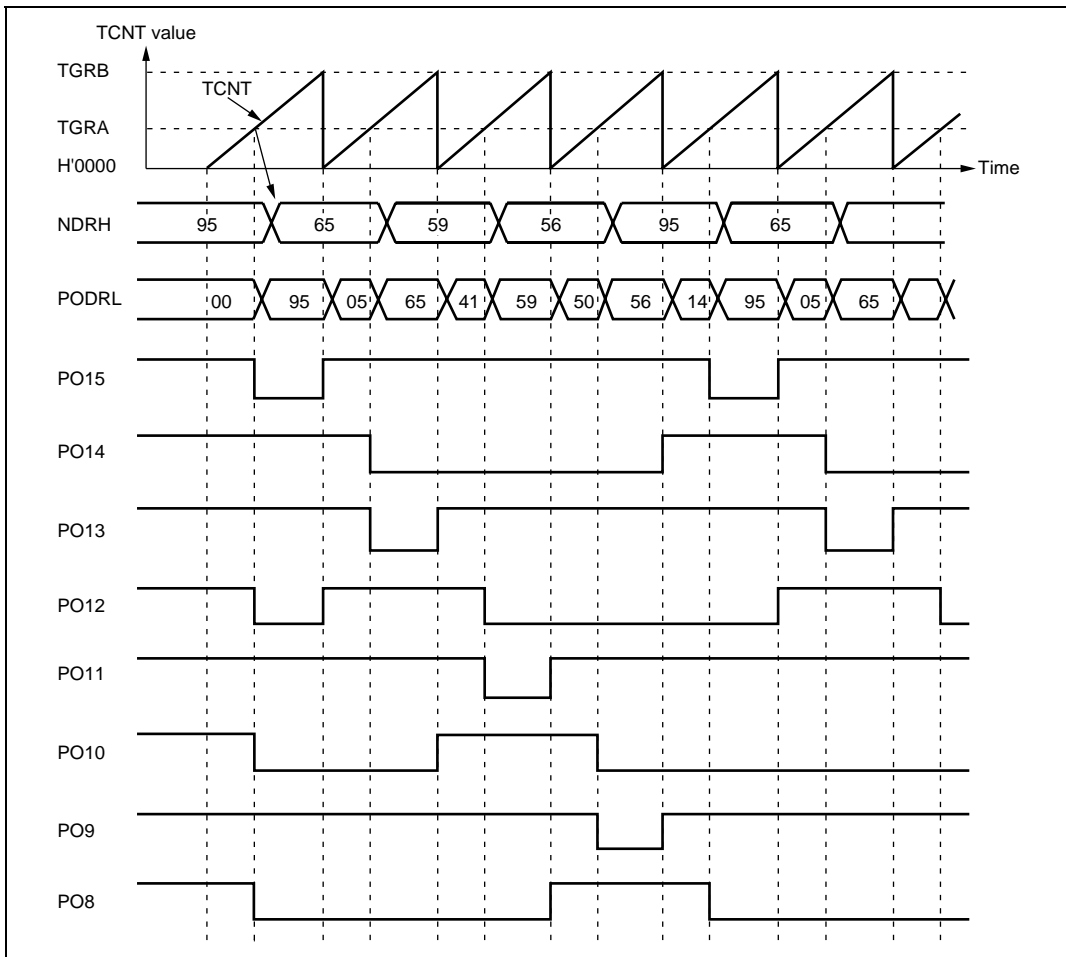 TCNT value
TGRB
TCNT
TGRA
H'0000
Time
NDRH 95 65 59 56 95 65
PODRL 00 95 05 65 41 59 50 56 14 95 05 65
PO15
PO14
PO13
PO12
PO11
PO10
PO9
PO8